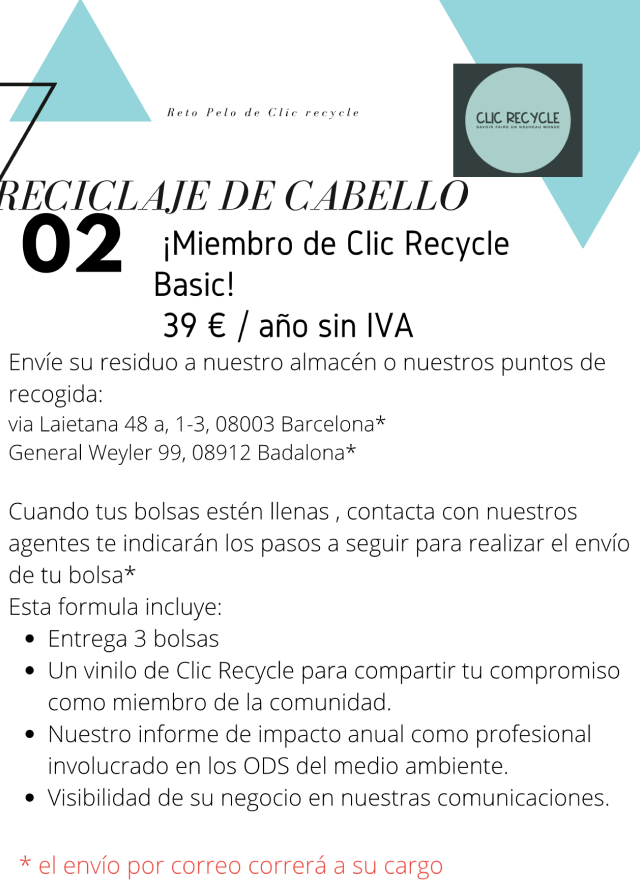 Reto Pelo de Clic recycle
CLIC RECYCLE
SAVOIR FAIRE UN NOUVEAU MONDE
RECICLAJE DE CABELLO
02
¡Miembro de Clic Recycle
Basic!
39 € / año sin IVA
Envíe su residuo a nuestro almacén o nuestros puntos de
recogida:
via Laietana 48 a, 1-3, 08003 Barcelona*
General Weyler 99, 08912 Badalona*
Cuando tus bolsas estén llenas , contacta con nuestros
agentes te indicarán los pasos a seguir para realizar el envío
de tu bolsa*
Esta formula incluye:
• Entrega 3 bolsas
• Un vinilo de Clic Recycle para compartir tu compromiso
como miembro de la comunidad.
• Nuestro informe de impacto anual como profesional
involucrado en los ODS del medio ambiente.
• Visibilidad de su negocio en nuestras comunicaciones.
* el envío por correo correrá a su cargo